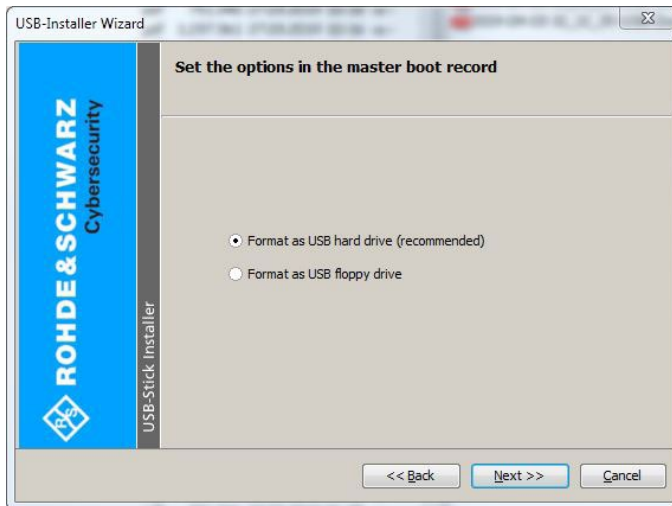 USB-Installer Wizard
Set the options in the master boot record
ROHDE & SCHWARZ
Cybersecurity
USB-Stick Installer
R S
Format as USB hard drive (recommended)
Format as USB floppy drive
<< Back
Next >>
Cancel